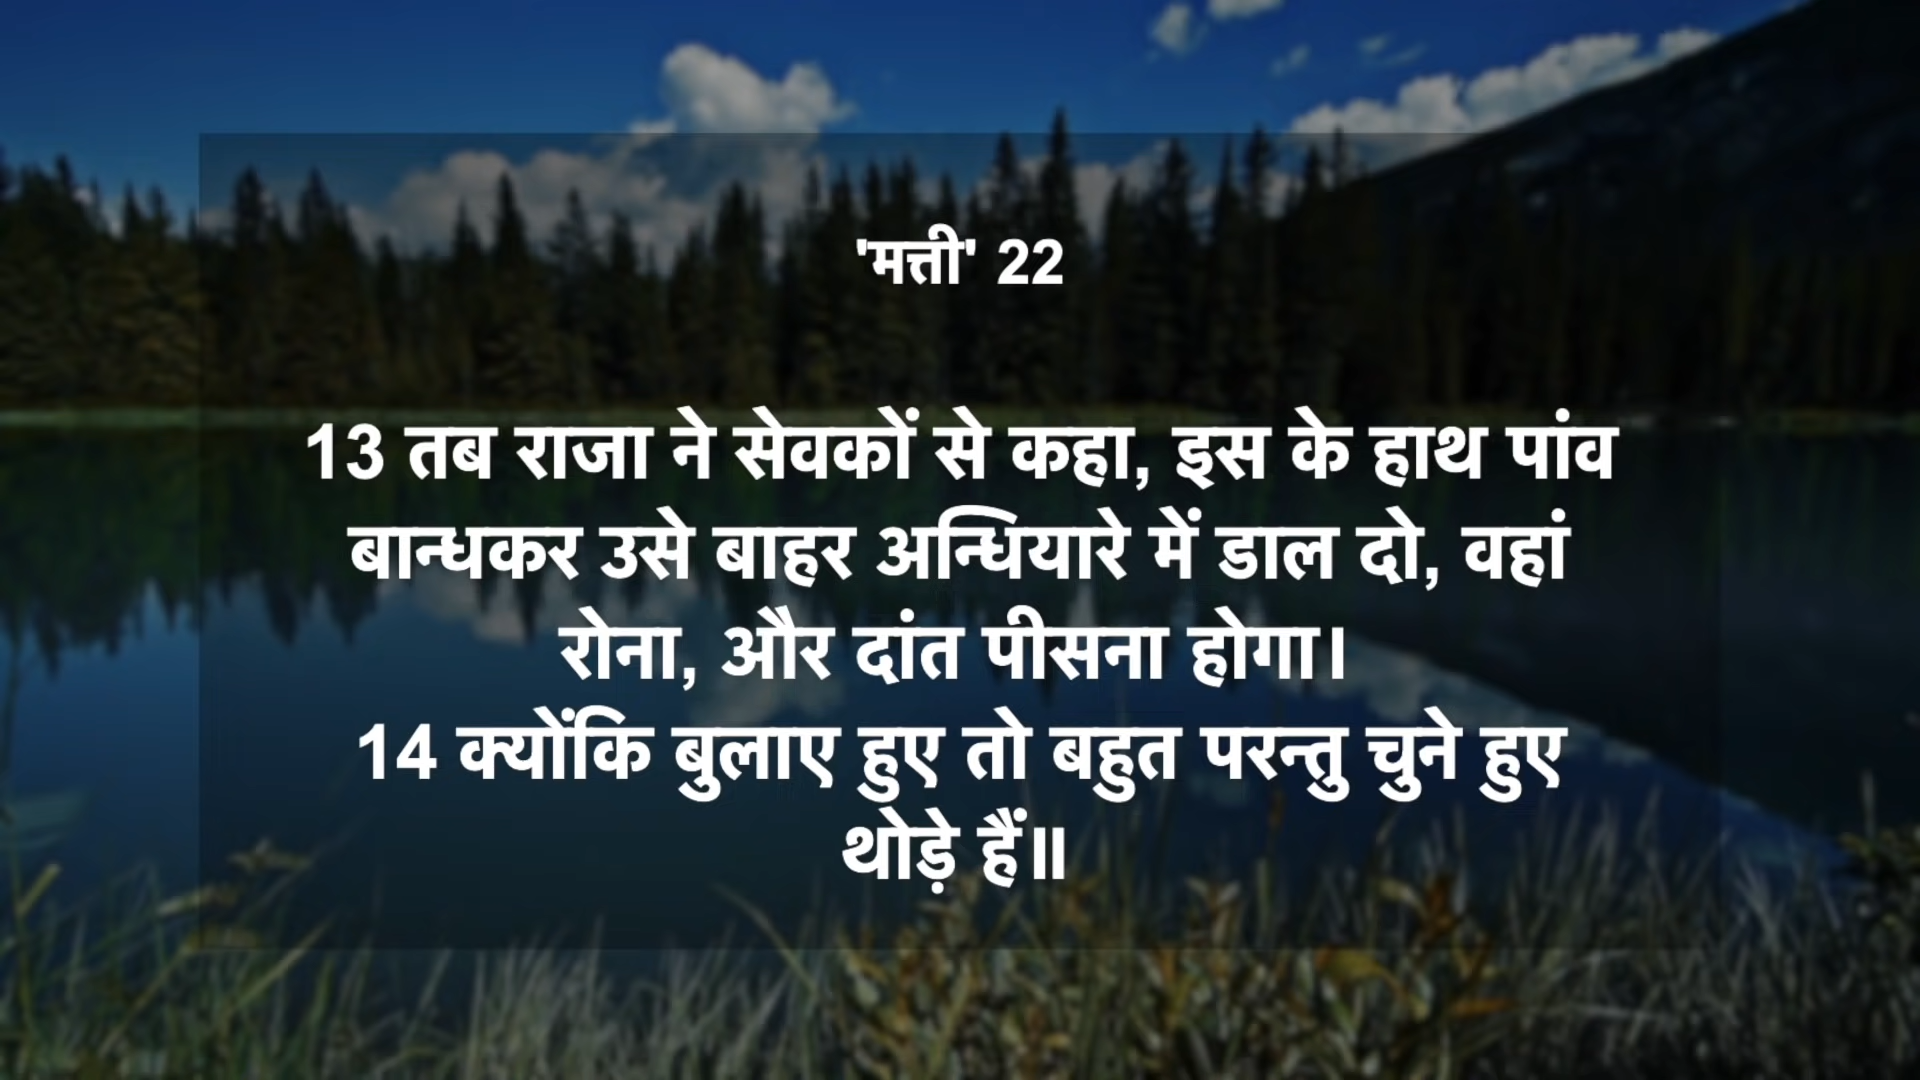 'मत्ती' 22
13 तब राजा ने सेवकों से कहा, इस के हाथ पांव
बान्धकर उसे बाहर अन्धियारे में डाल दो, वहां
रोना, और दांत पीसना होगा।
14 क्योंकि बुलाए हुए तो बहुत परन्तु चुने हुए
थोड़े हैं॥